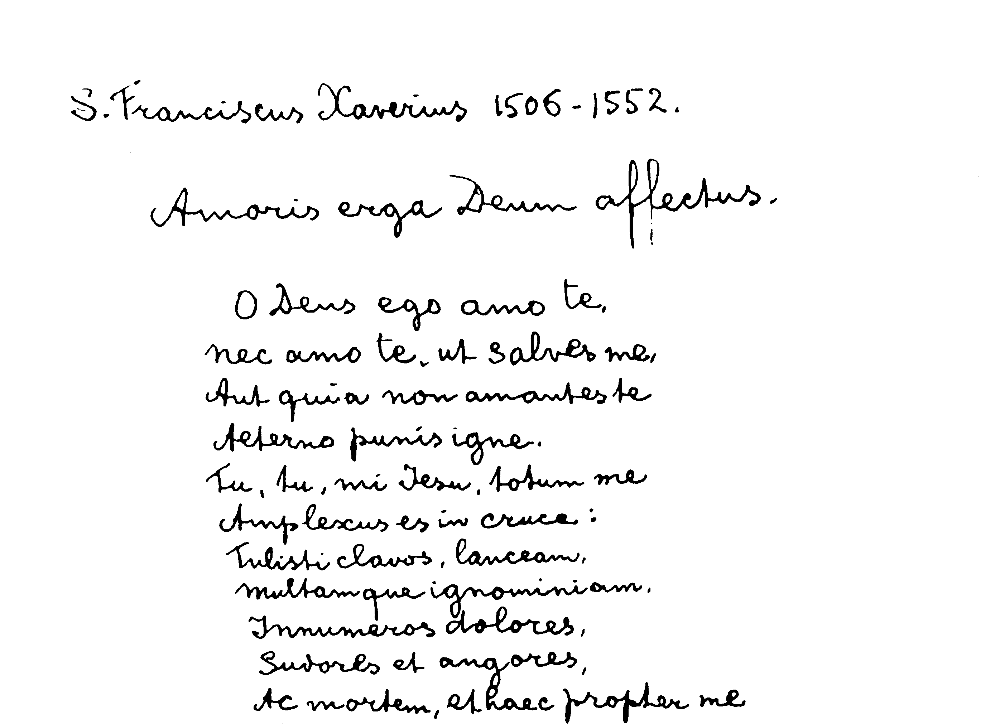 S. Franciscus Xaverius 1506-1552.
Amoris erga Deum affectus.
O Deus ego amo te,
nec amo te, ut salves me,
Aut quia non amantes te
Aeterno punis igne.
Tu, tu, mi Jesu, totum me
Amplexus es in cruce:
Tulisti clavos, lanceam,
multamque ignominiam,
Innumeros dolores,
Sudores et angores,
Ac mortem, et haec propter me